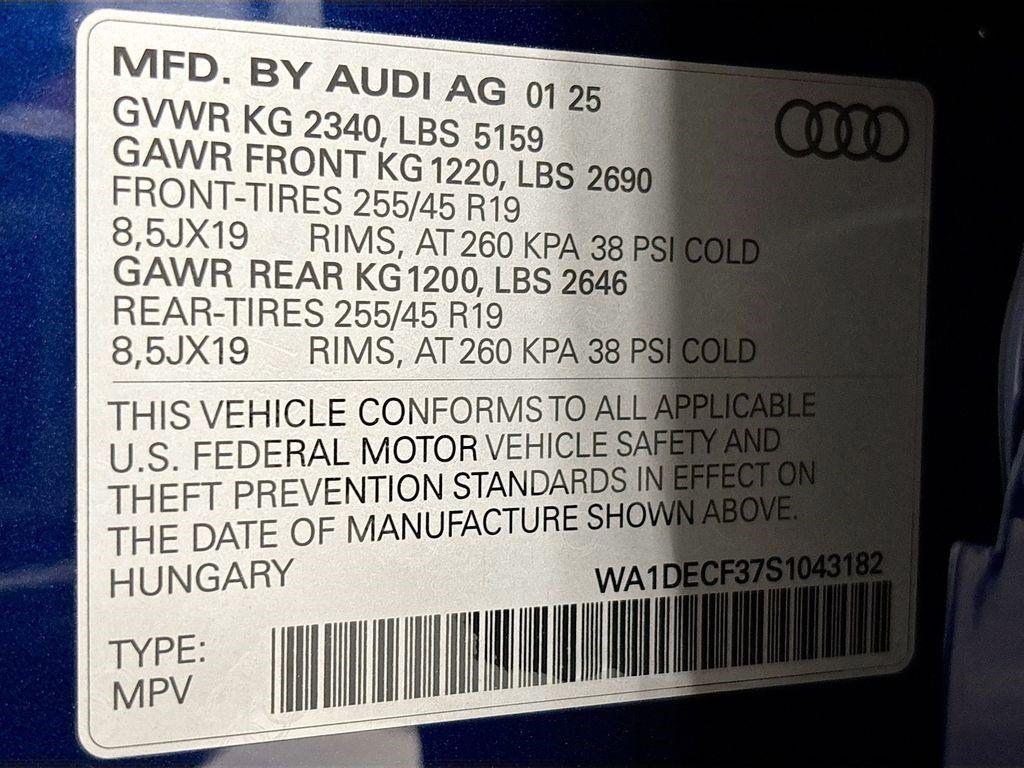 MFD. BY AUDI AG 01 25
GVWR KG 2340, LBS 5159
GAWR FRONT KG 1220, LBS 2690
FRONT-TIRES 255/45 R19
8,5JX19 RIMS, AT 260 KPA 38 PSI COLD
GAWR REAR KG 1200, LBS 2646
REAR-TIRES 255/45 R19
8,5JX19 RIMS, AT 260 KPA 38 PSI COLD
THIS VEHICLE CONFORMS TO ALL APPLICABLE
U.S. FEDERAL MOTOR VEHICLE SAFETY AND
THEFT PREVENTION STANDARDS IN EFFECT ON
THE DATE OF MANUFACTURE SHOWN ABOVE.
HUNGARY WA1DECF37S1043182
TYPE:
MPV